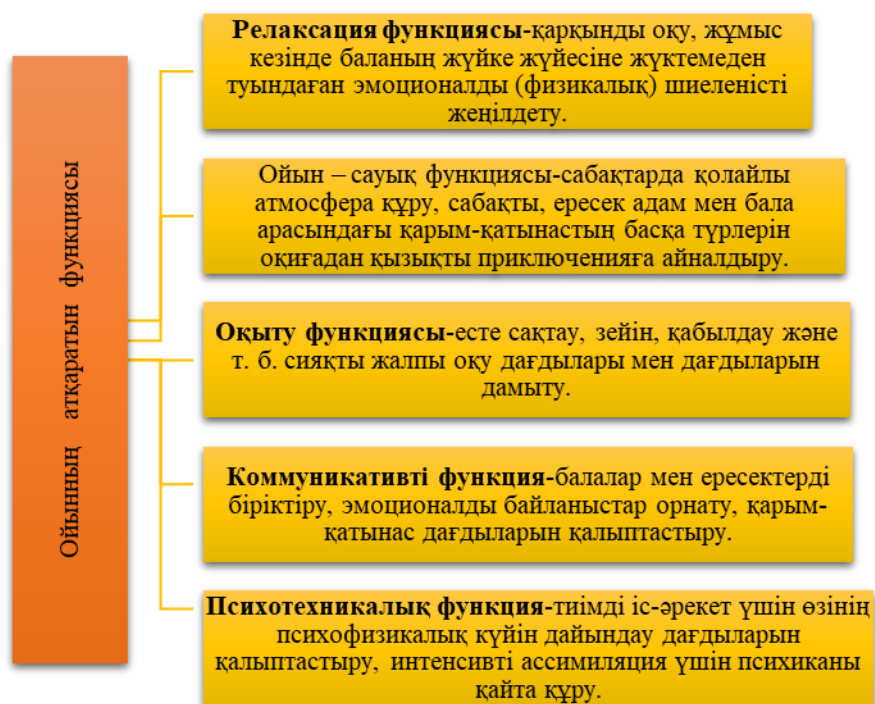 Ойынның атқаратын функциясы
Релаксация функциясы-қарқынды оқу, жұмыс
кезінде баланың жүйке жүйесіне жүктемеден
туындаған эмоционалды (физикалық) шиеленісті
жеңілдету.
Ойын – сауық функциясы-сабақтарда қолайлы
атмосфера құру, сабақты, ересек адам мен бала
арасындағы қарым-қатынастың басқа түрлерін
оқиғадан қызықты приключенияға айналдыру.
Оқыту функциясы-есте сақтау, зейін, қабылдау және
т. б. сияқты жалпы оқу дағдылары мен дағдыларын
дамыту.
Коммуникативті функция-балалар мен ересектерді
біріктіру, эмоционалды байланыстар орнату, қарым-
қатынас дағдыларын қалыптастыру.
Психотехникалық функция-тиімді іс-әрекет үшін өзінің
психофизикалық күйін дайындау дағдыларын
қалыптастыру, интенсивті ассимиляция үшін психиканы
қайта құру.